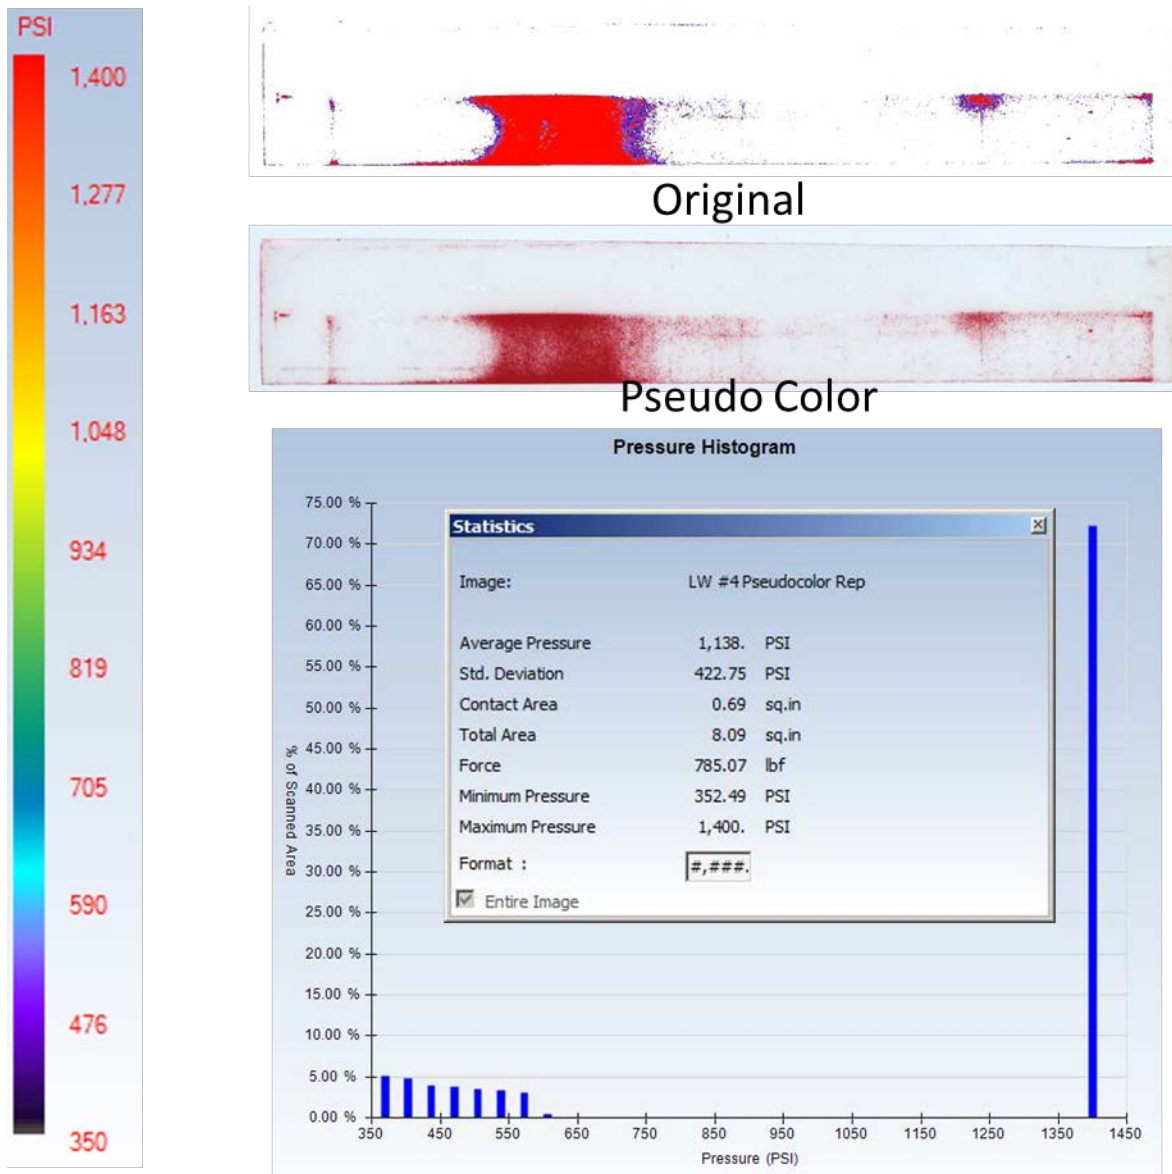 PSI
1,400
1,277
1,163
1,048
934
819
705
590
476
350
Original
Pseudo Color
Pressure Histogram
75.00 %
70.00 %
65.00 %
60.00 %
55.00 %
50.00 %
45.00 %
40.00 %
35.00 %
30.00 %
25.00 %
20.00 %
15.00 %
10.00 %
5.00 %
0.00 %
% of Scanned Area
Statistics
Image: LW #4 Pseudocolor Rep
Average Pressure 1,138. PSI
Std. Deviation 422.75 PSI
Contact Area 0.69 sq.in
Total Area 8.09 sq.in
Force 785.07 lbf
Minimum Pressure 352.49 PSI
Maximum Pressure 1,400. PSI
Format : #,###.
Entire Image
350 450 550 650 750 850 950 1050 1150 1250 1350 1450
Pressure (PSI)